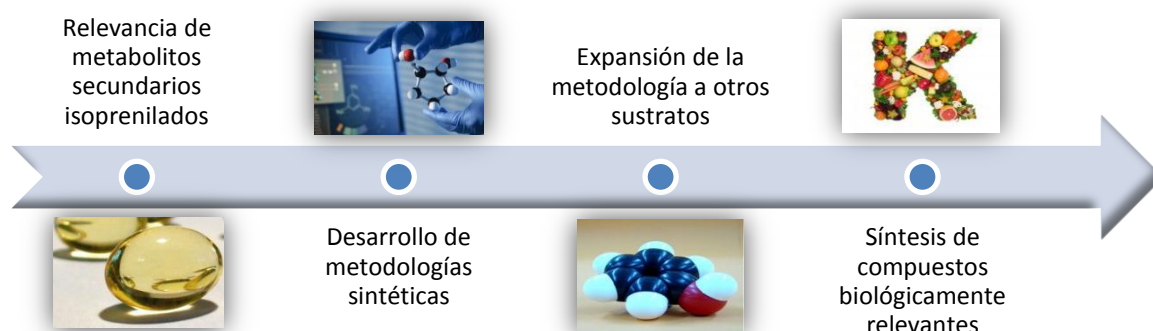 Relevancia de
metabolitos
secundarios
isoprenilados
Desarrollo de
metodologías
sintéticas
Expansión de la
metodología a otros
sustratos
K
Síntesis de
compuestos
biológicamente
relevantes